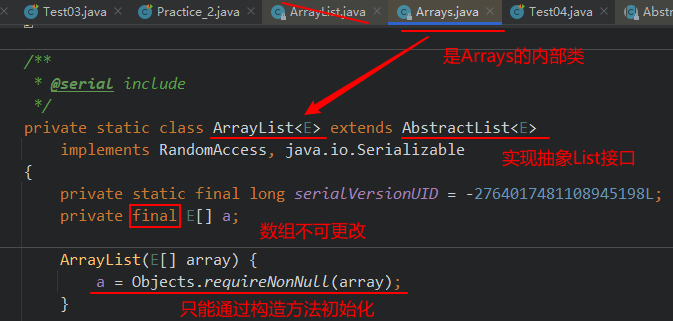 Test03.java Practice_2.java ArrayList.java Arrays.java Test04.java Abstr
是Arrays的内部类
/**
* @serial include
*/
private static class ArrayList<E> extends AbstractList<E>
implements RandomAccess, java.io.Serializable
实现抽象List接口
{
private static final long serialVersionUID = -2764017481108945198L;
private final E[] a;
数组不可更改
ArrayList(E[] array) {
a = Objects.requireNonNull(array);
只能通过构造方法初始化
}